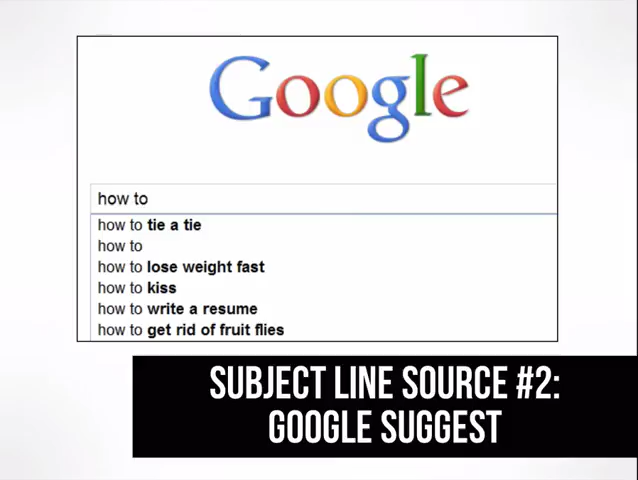 Google
how to
how to tie a tie
how to
how to lose weight fast
how to kiss
how to write a resume
how to get rid of fruit flies
SUBJECT LINE SOURCE #2:
GOOGLE SUGGEST